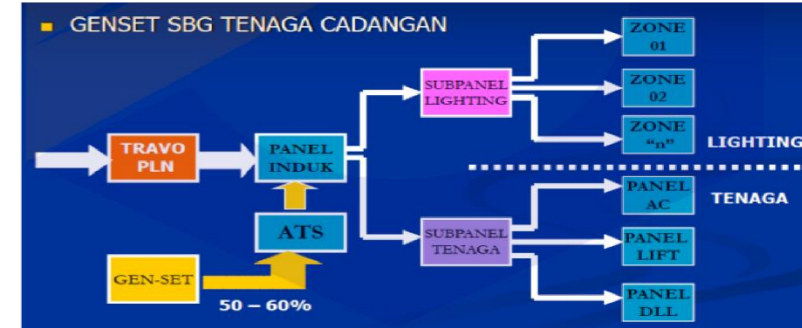 GENSET SBG TENAGA CADANGAN
ZONE
01
SUBPANEL
LIGHTING
ZONE
02
ZONE
"n"
LIGHTING
TRAVO
PLN
PANEL
INDUK
PANEL
AC
TENAGA
ATS
SUBPANEL
TENAGA
PANEL
LIFT
GEN-SET
50 – 60%
PANEL
DLL